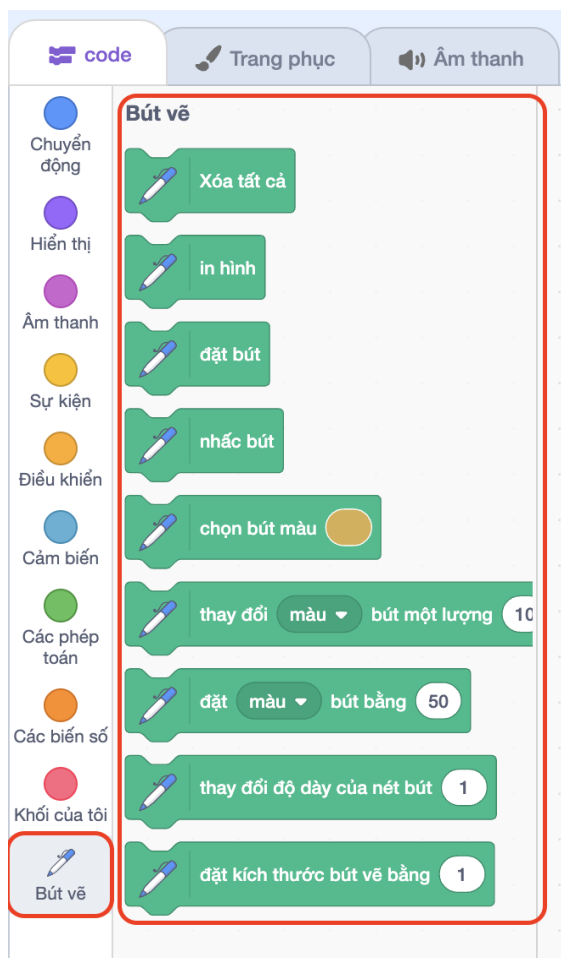 code
Trang phục
Âm thanh
Chuyển
động
Hiển thị
Âm thanh
Sự kiện
Điều khiển
Cảm biến
Các phép
toán
Các biến số
Khối của tôi
Bút vẽ
Bút vẽ
Xóa tất cả
in hình
đặt bút
nhấc bút
chọn bút màu
thay đổi màu bút một lượng 10
đặt màu bút bằng 50
thay đổi độ dày của nét bút 1
đặt kích thước bút vẽ bằng 1